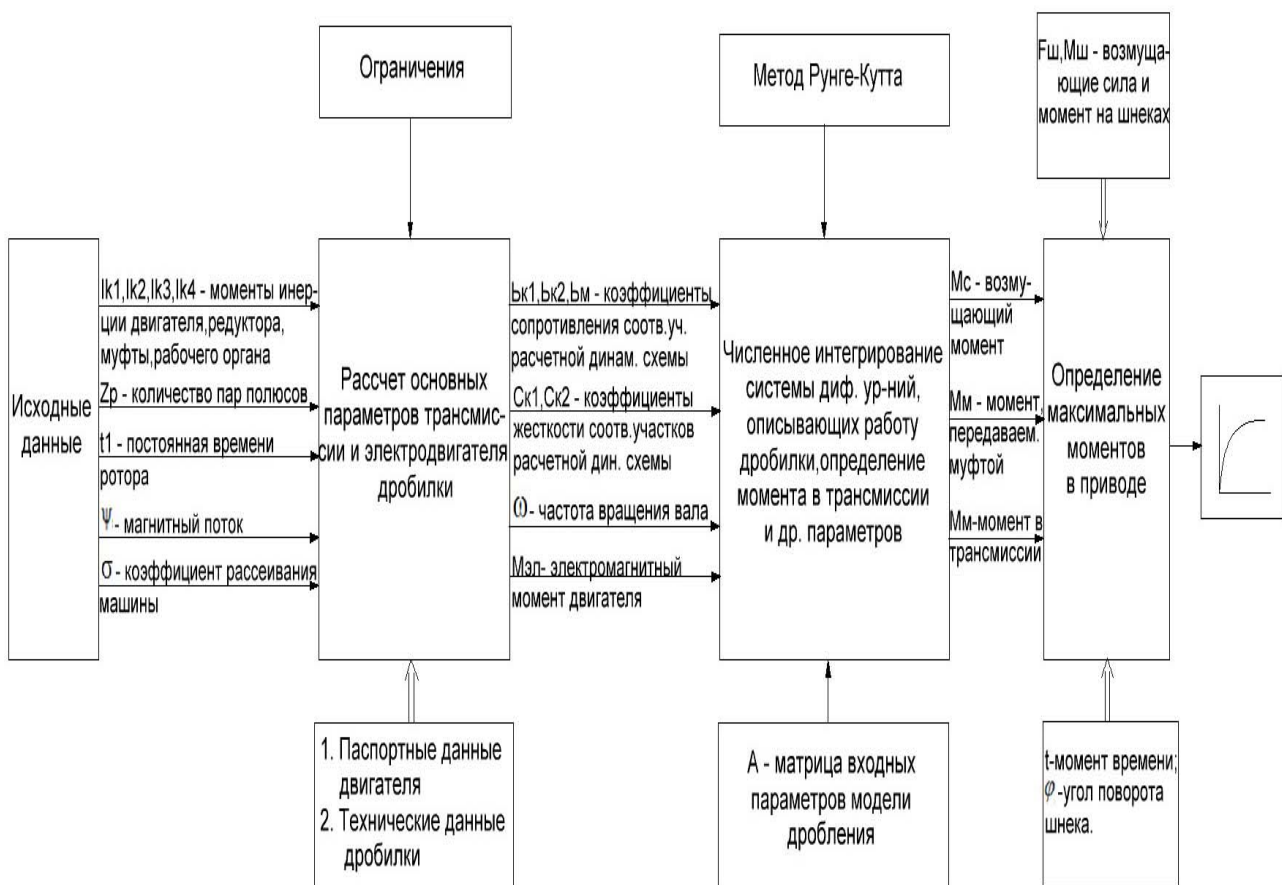 Ограничения
Метод Рунге-Кутта
Fш,Мш - возмуща-
ющие сила и
момент на шнеках
Исходные
данные
Ik1,Ik2,Ik3,Ik4 - моменты инер-
ции двигателя,редуктора,
муфты,рабочего органа
Zp - количество пар полюсов
t1 - постоянная времени
ротора
Ψ - магнитный поток
σ - коэффициент рассеивания
машины
Рассчет основных
параметров трансмис-
сии и электродвигателя
дробилки
Ьк1,Ьк2,Ьм - коэффициенты
сопротивления соотв.уч.
расчетной динам. схемы
Ск1,Ск2 - коэффициенты
жесткости соотв.участков
расчетной дин. схемы
ω- частота вращения вала
Мэл- электромагнитный
момент двигателя
Численное интегрирование
системы диф. ур-ний,
описывающих работу
дробилки,определение
момента в трансмиссии
и др. параметров
Мс - возму-
щающий
момент
Мм - момент,
передаваем.
муфтой
Мм-момент в
трансмиссии
Определение
максимальных
моментов
в приводе
1. Паспортные данные
двигателя
2. Технические данные
дробилки
А - матрица входных
параметров модели
дробления
t-момент времени;
φ -угол поворота
шнека.